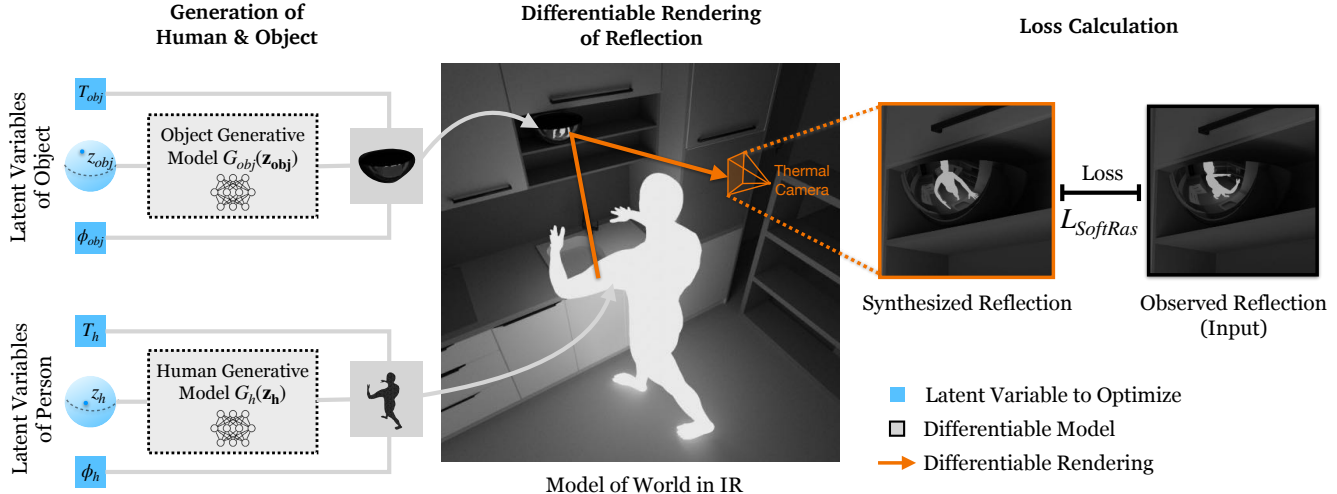 Generation of
Human & Object
Differentiable Rendering
of Reflection
Loss Calculation
Latent Variables
of Object
T_obj
z_obj
ϕ_obj
Object Generative
Model G_obj(z_obj)
Thermal
Camera
Loss
L_SoftRas
Synthesized Reflection
Observed Reflection
(Input)
Latent Variables
of Person
T_h
z_h
ϕ_h
Human Generative
Model G_h(z_h)
Model of World in IR
Latent Variable to Optimize
Differentiable Model
Differentiable Rendering